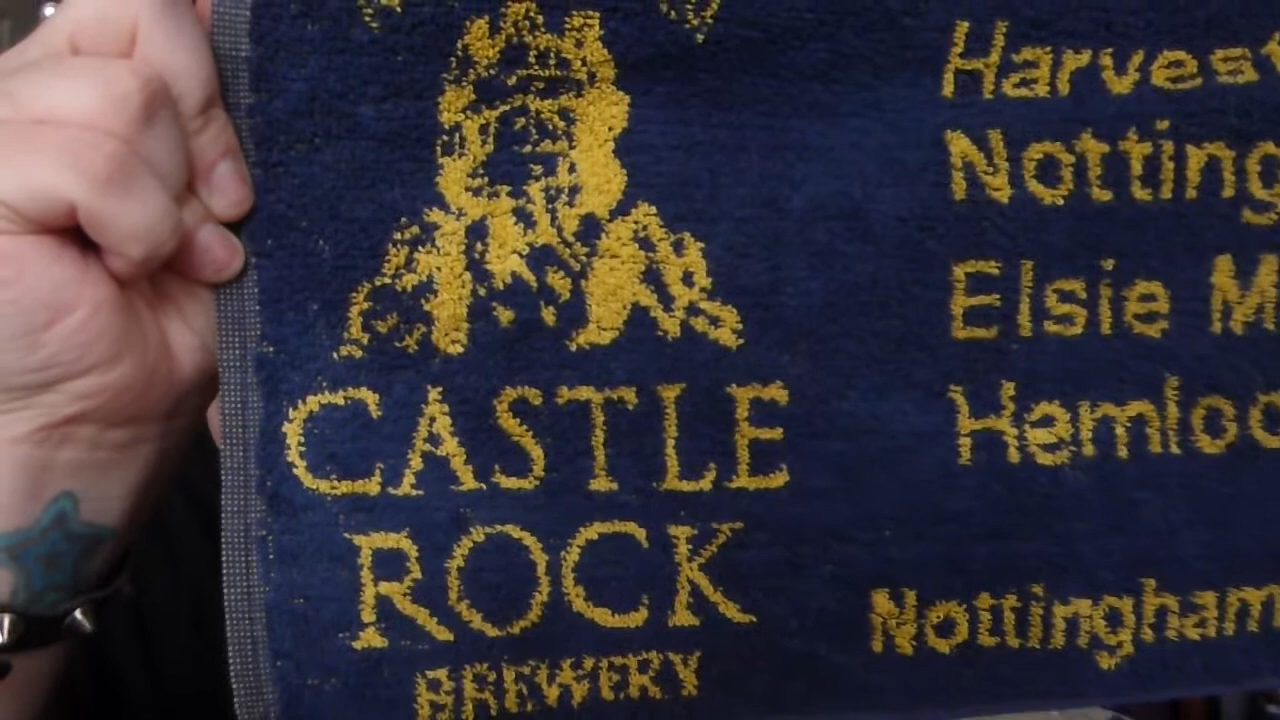 Harvest
Notting
Elsie M
Hemloc
CASTLE
ROCK
BREWERY
Nottingham